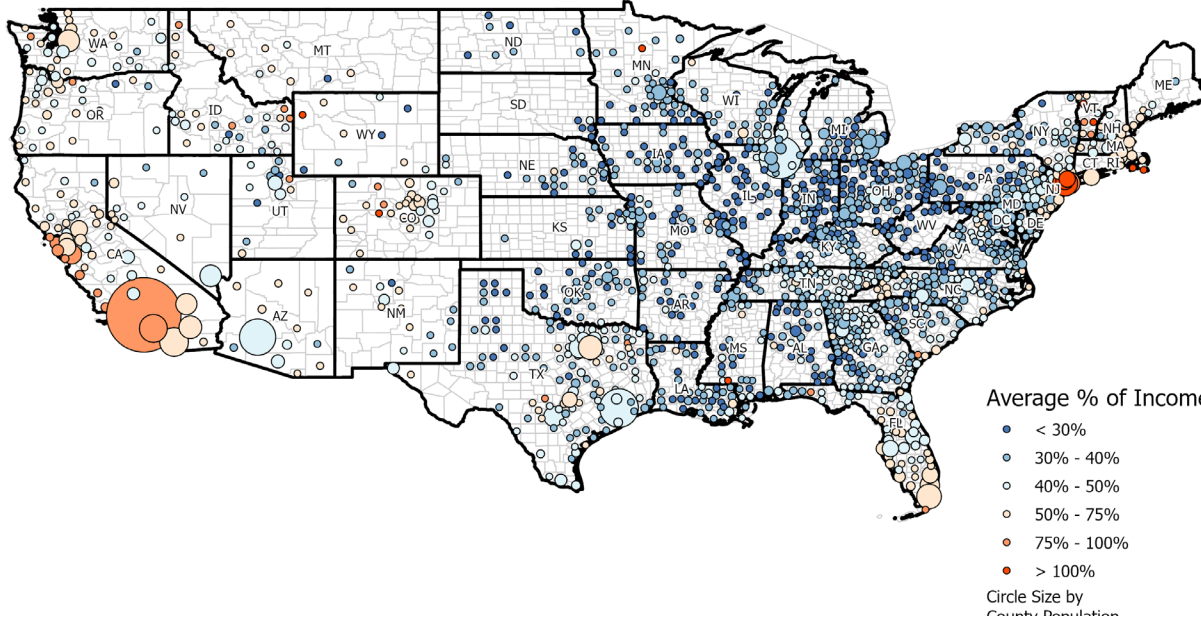 WA
MT
ND
MN
ME
OR
ID
SD
WI
VT
WY
MI
NY
NH
MA
CT RI
NE
IA
PA
NJ
NV
UT
CO
IL
IN
OH
MD
DC
DE
CA
KS
MO
WV
KY
VA
AZ
NM
OK
AR
TN
NC
SC
TX
MS
AL
GA
LA
FL
Average % of Income
< 30%
30% - 40%
40% - 50%
50% - 75%
75% - 100%
> 100%
Circle Size by
County Population